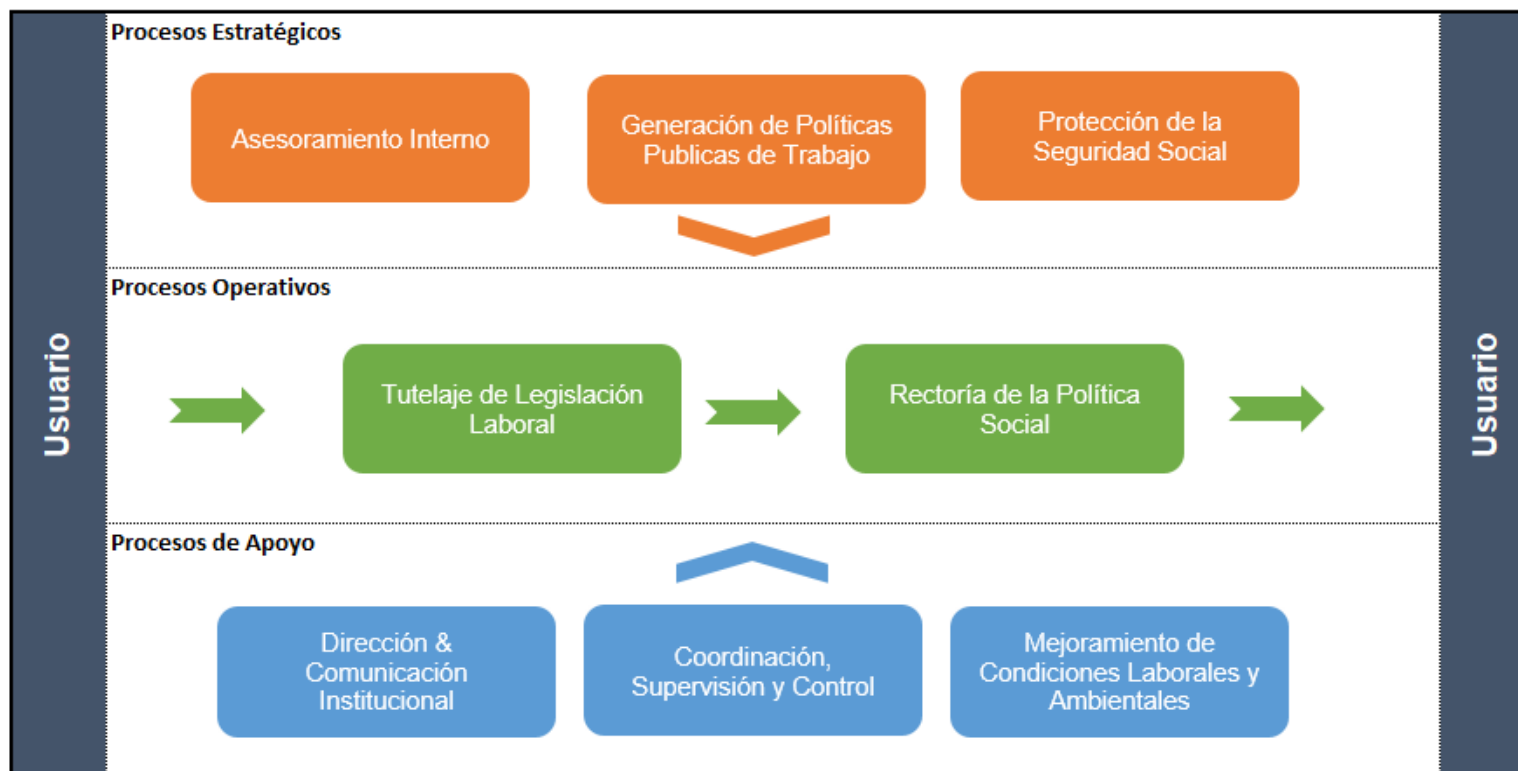 Usuario
Procesos Estratégicos
Asesoramiento Interno
Generación de Políticas
Publicas de Trabajo
Protección de la
Seguridad Social
Procesos Operativos
Tutelaje de Legislación
Laboral
Rectoría de la Política
Social
Procesos de Apoyo
Dirección &
Comunicación
Institucional
Coordinación,
Supervisión y Control
Mejoramiento de
Condiciones Laborales y
Ambientales
Usuario